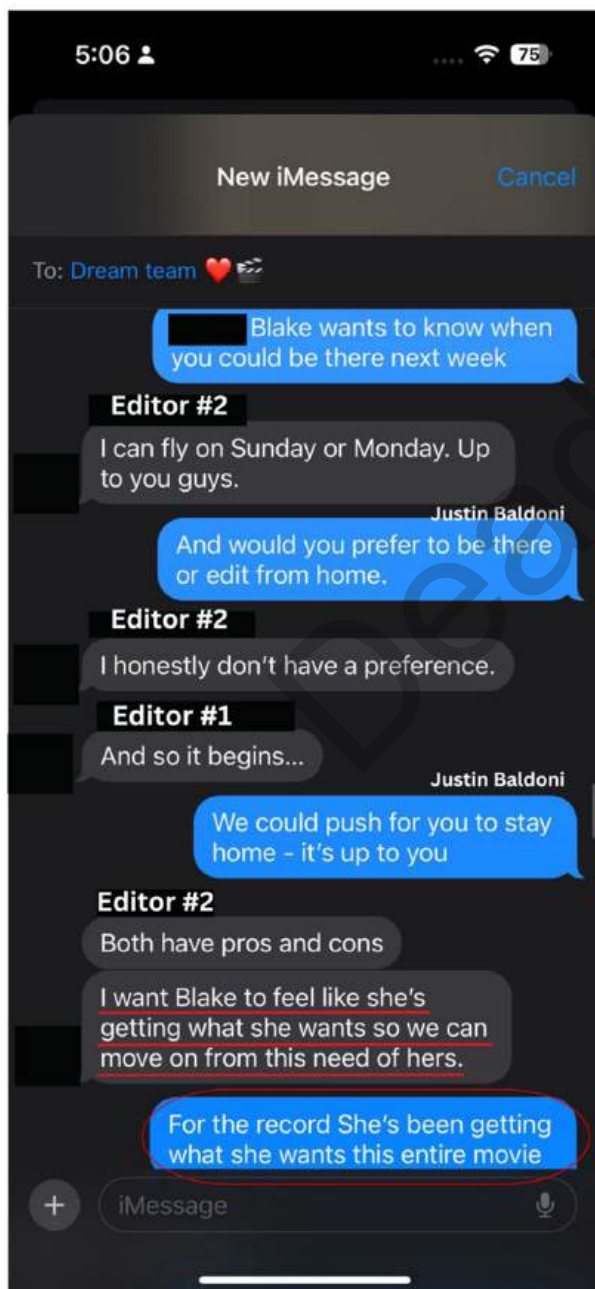 5:06
75
New iMessage
Cancel
To: Dream team
Blake wants to know when
you could be there next week
Editor #2
I can fly on Sunday or Monday. Up
to you guys.
Justin Baldoni
And would you prefer to be there
or edit from home.
Editor #2
I honestly don't have a preference.
Editor #1
And so it begins...
Justin Baldoni
We could push for you to stay
home - it's up to you
Editor #2
Both have pros and cons
I want Blake to feel like she's
getting what she wants so we can
move on from this need of hers.
For the record She's been getting
what she wants this entire movie
iMessage